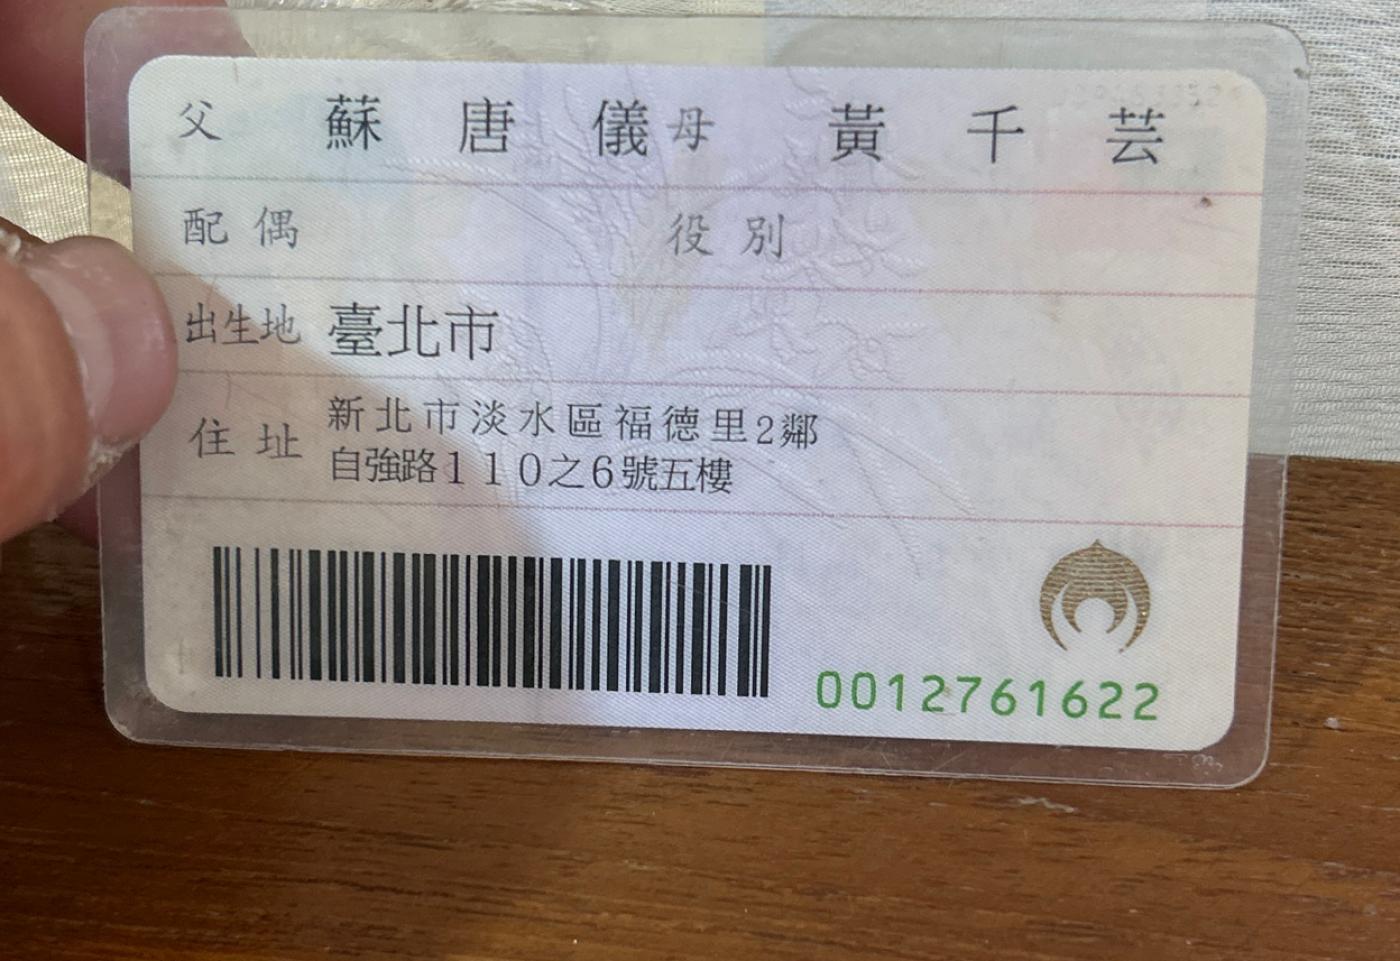 父 蘇唐儀 母 黃千芸
配偶 役別
出生地 臺北市
住址 新北市淡水區福德里2鄰
自強路110之6號五樓
0012761622